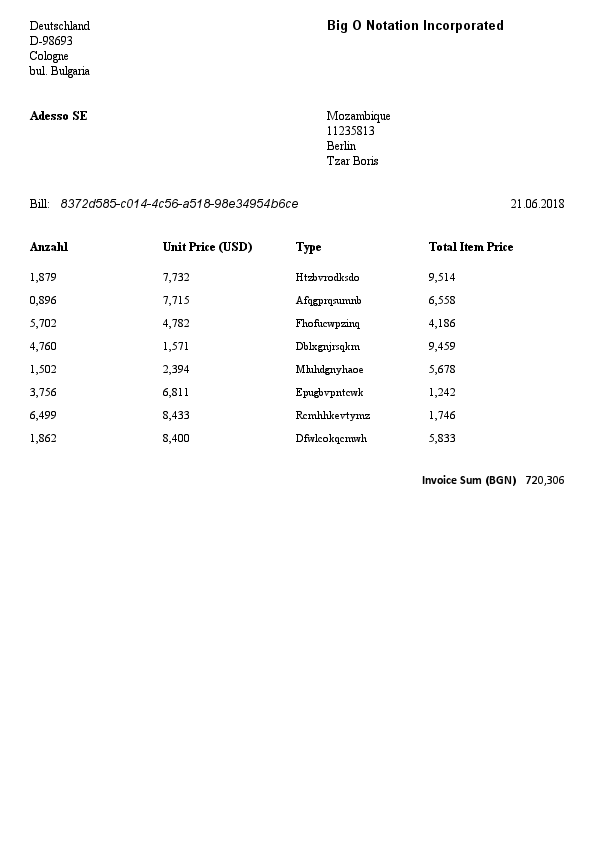 Deutschland
D-98693
Cologne
bul. Bulgaria
Big O Notation Incorporated
Adesso SE
Mozambique
11235813
Berlin
Tzar Boris
Bill: 8372d585-c014-4c56-a518-98e34954b6ce 21.06.2018
Anzahl Unit Price (USD) Type Total Item Price
1,879 7,732 Htzbvrodksdo 9,514
0,896 7,715 Afqgprqsumnb 6,558
5,702 4,782 Fhofucwpzinq 4,186
4,760 1,571 Dblxgnjrsqkm 9,459
1,502 2,394 Mluhdgnyhaoe 5,678
3,756 6,811 Epugbvpntcwk 1,242
6,499 8,433 Rcmhhkevtymz 1,746
1,862 8,400 Dfwlcokqcmwh 5,833
Invoice Sum (BGN) 720,306